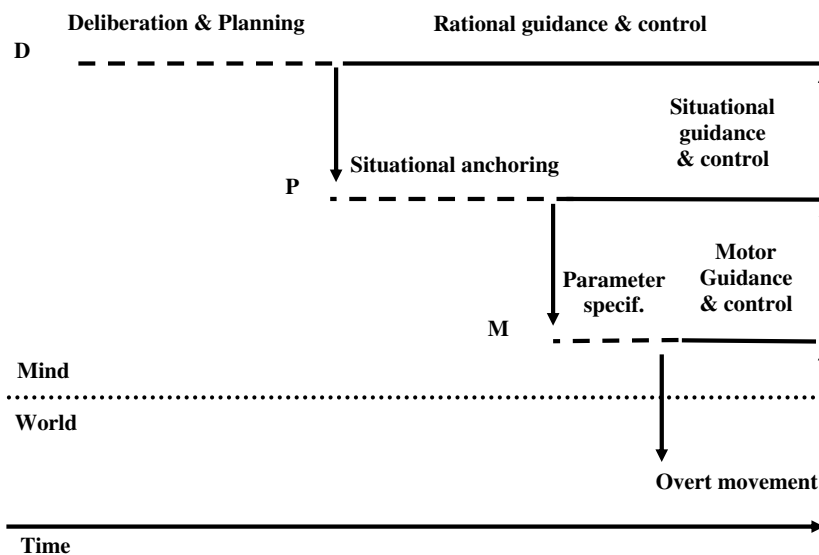 Deliberation & Planning
Rational guidance & control
D
Situational
guidance
& control
Situational anchoring
P
Motor
Guidance
& control
Parameter
specif.
M
Mind
World
Overt movement
Time